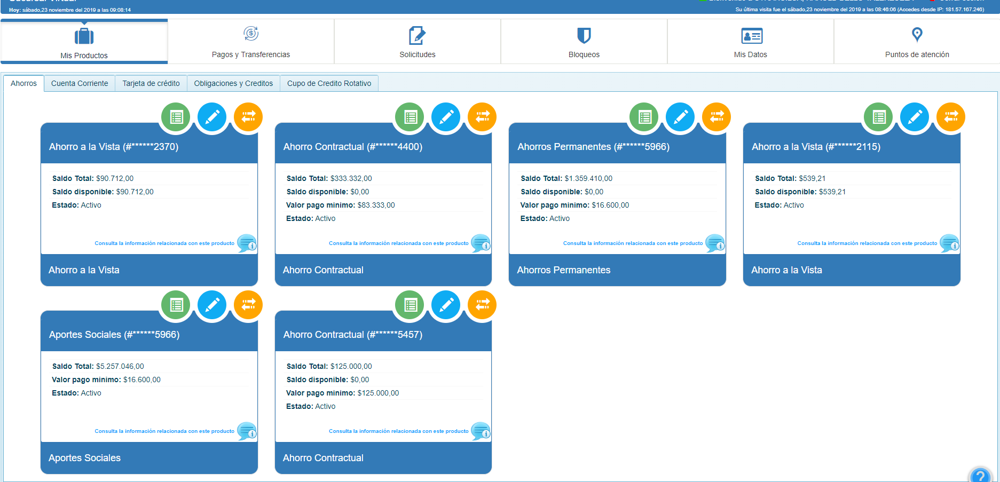 Sucursal Virtual
Hoy: sábado,23 noviembre del 2019 a las 09:08:14
Su última visita fue el sábado,23 noviembre del 2019 a las 08:46:06 (Accedes desde IP: 181.57.167.246)
Mis Productos
Pagos y Transferencias
Solicitudes
Bloqueos
Mis Datos
Puntos de atención
Ahorros
Cuenta Corriente
Tarjeta de crédito
Obligaciones y Creditos
Cupo de Credito Rotativo
Ahorro a la Vista (#******2370)
Saldo Total: $90.712,00
Saldo disponible: $90.712,00
Estado: Activo
Consulta la información relacionada con este producto
Ahorro a la Vista
Ahorro Contractual (#******4400)
Saldo Total: $333.332,00
Saldo disponible: $0,00
Valor pago minimo: $83.333,00
Estado: Activo
Consulta la información relacionada con este producto
Ahorro Contractual
Ahorros Permanentes (#******5966)
Saldo Total: $1.359.410,00
Saldo disponible: $0,00
Valor pago minimo: $16.600,00
Estado: Activo
Consulta la información relacionada con este producto
Ahorros Permanentes
Ahorro a la Vista (#******2115)
Saldo Total: $539,21
Saldo disponible: $539,21
Estado: Activo
Consulta la información relacionada con este producto
Ahorro a la Vista
Aportes Sociales (#******5966)
Saldo Total: $5.257.046,00
Valor pago minimo: $16.600,00
Estado: Activo
Consulta la información relacionada con este producto
Aportes Sociales
Ahorro Contractual (#******5457)
Saldo Total: $125.000,00
Saldo disponible: $0,00
Valor pago minimo: $125.000,00
Estado: Activo
Consulta la información relacionada con este producto
Ahorro Contractual